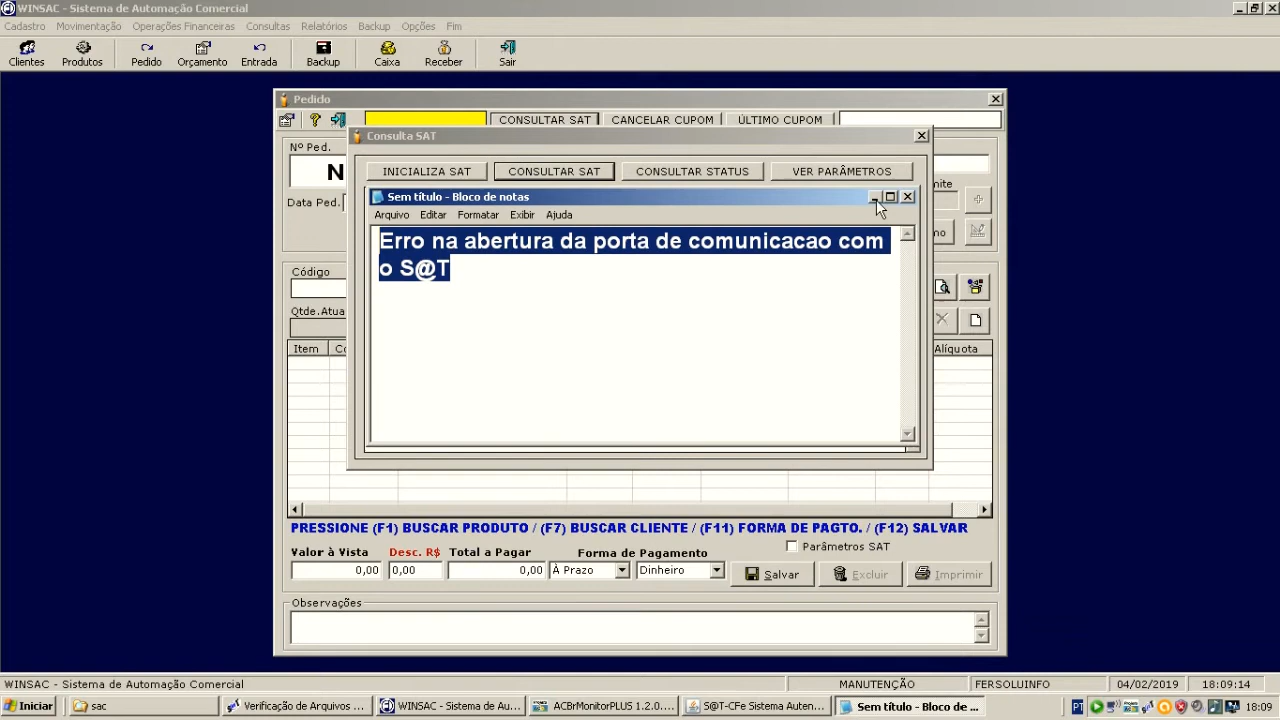 WINSAC - Sistema de Automação Comercial
Cadastro Movimentação Operações Financeiras Consultas Relatórios Backup Opções Fim
Clientes Produtos Pedido Orçamento Entrada Backup Caixa Receber Sair
Pedido
CONSULTAR SAT CANCELAR CUPOM ÚLTIMO CUPOM
Consulta SAT
Nº Ped.
INICIALIZA SAT CONSULTAR SAT CONSULTAR STATUS VER PARÂMETROS
N
Data Ped.
Sem título - Bloco de notas
Arquivo Editar Formatar Exibir Ajuda
Erro na abertura da porta de comunicacao com
o S@T
Código
Qtde.Atua
Item Alíquota
PRESSIONE (F1) BUSCAR PRODUTO / (F7) BUSCAR CLIENTE / (F11) FORMA DE PAGTO. / (F12) SALVAR
Parâmetros SAT
Valor à Vista Desc. R$ Total a Pagar Forma de Pagamento
0,00 0,00 0,00 À Prazo Dinheiro Salvar Excluir Imprimir
Observações
WINSAC - Sistema de Automação Comercial MANUTENÇÃO FERSOLUINFO 04/02/2019 18:09:14
Iniciar sac Verificação de Arquivos ... WINSAC - Sistema de Au... ACBrMonitorPLUS 1.2.0.... S@T-CFe Sistema Auten... Sem título - Bloco de ... PT 18:09